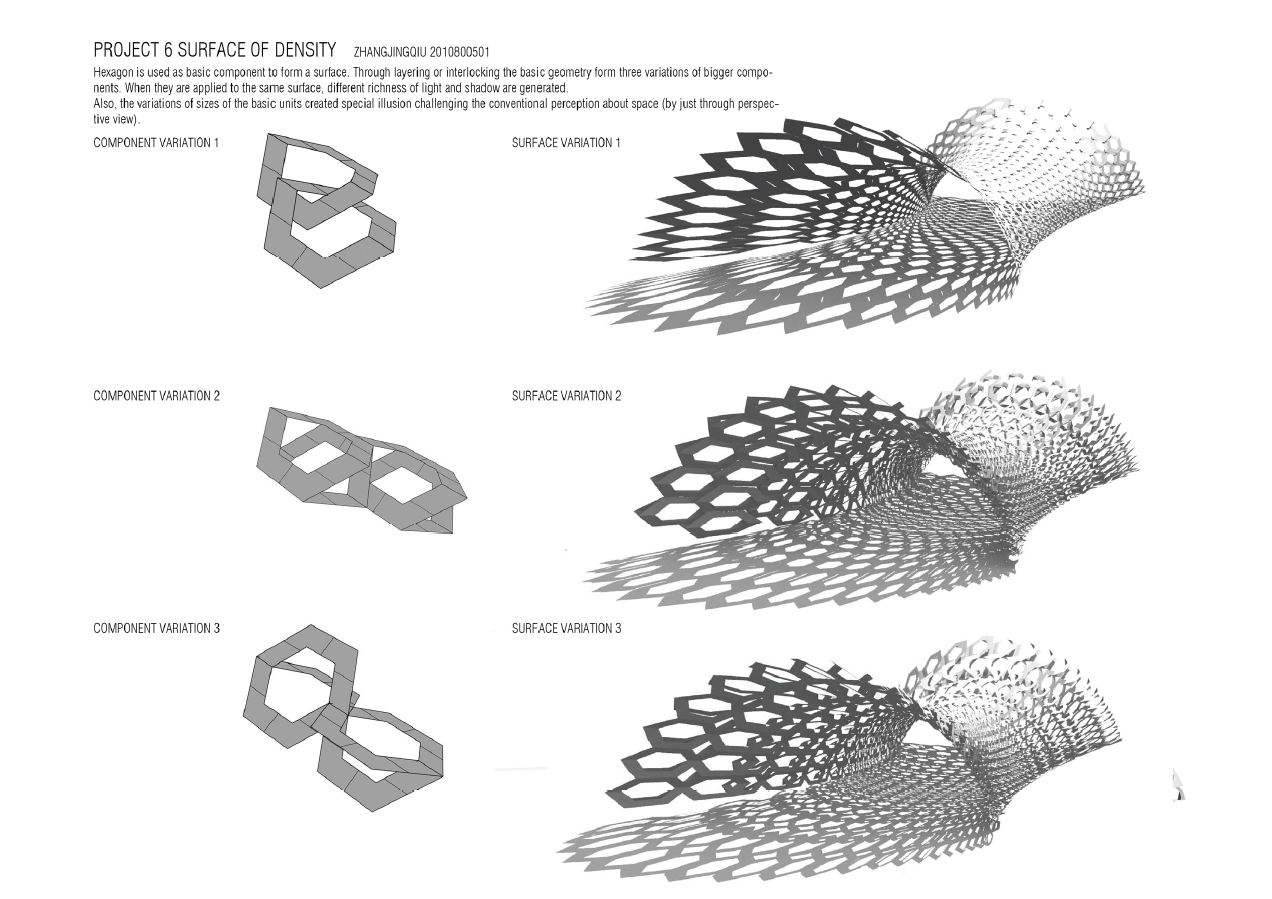 PROJECT 6 SURFACE OF DENSITY ZHANGJINGQIU 2010800501
Hexagon is used as basic component to form a surface. Through layering or interlocking the basic geometry form three variations of bigger compo-
nents. When they are applied to the same surface, different richness of light and shadow are generated.
Also, the variations of sizes of the basic units created special illusion challenging the conventional perception about space (by just through perspec-
tive view).
COMPONENT VARIATION 1
SURFACE VARIATION 1
COMPONENT VARIATION 2
SURFACE VARIATION 2
COMPONENT VARIATION 3
SURFACE VARIATION 3